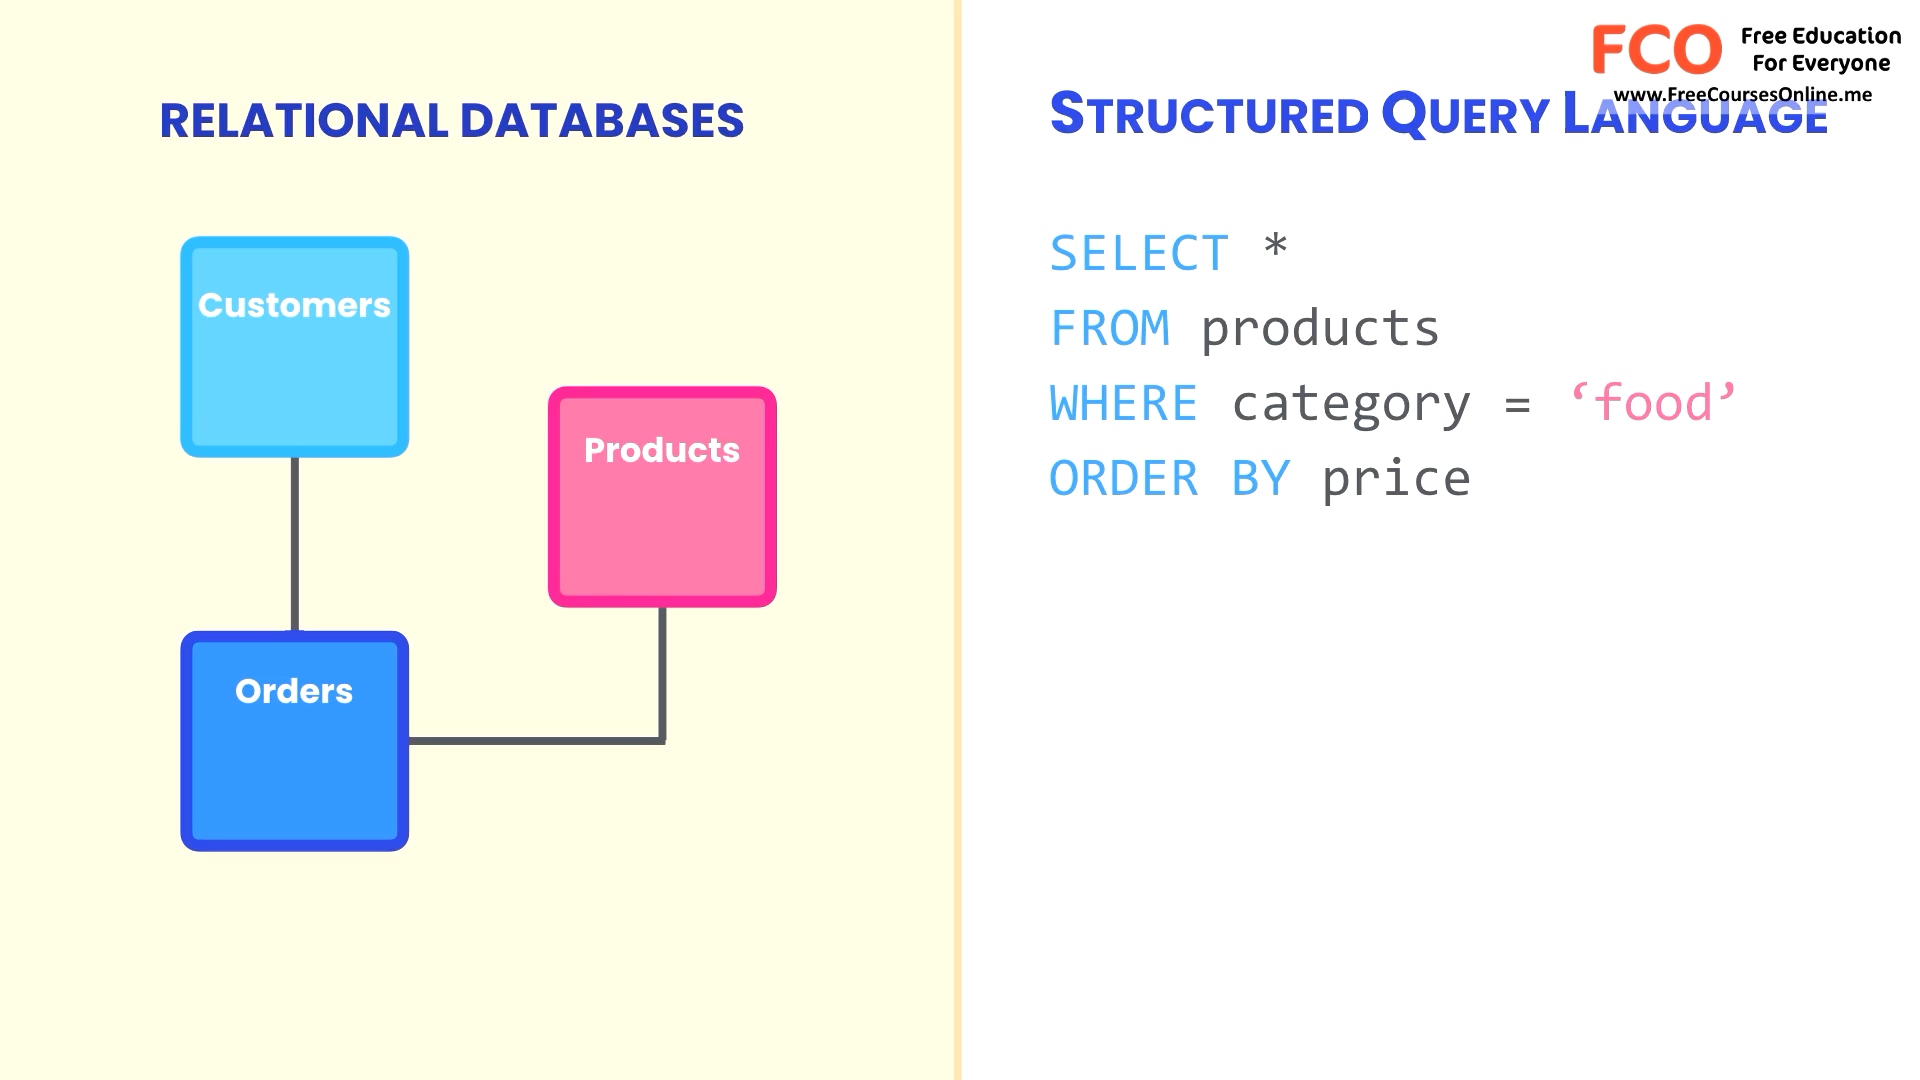 RELATIONAL DATABASES
Customers
Products
Orders
FCO
Free Education
For Everyone
www.FreeCoursesOnline.me
STRUCTURED QUERY LANGUAGE
SELECT *
FROM products
WHERE category = ‘food’
ORDER BY price